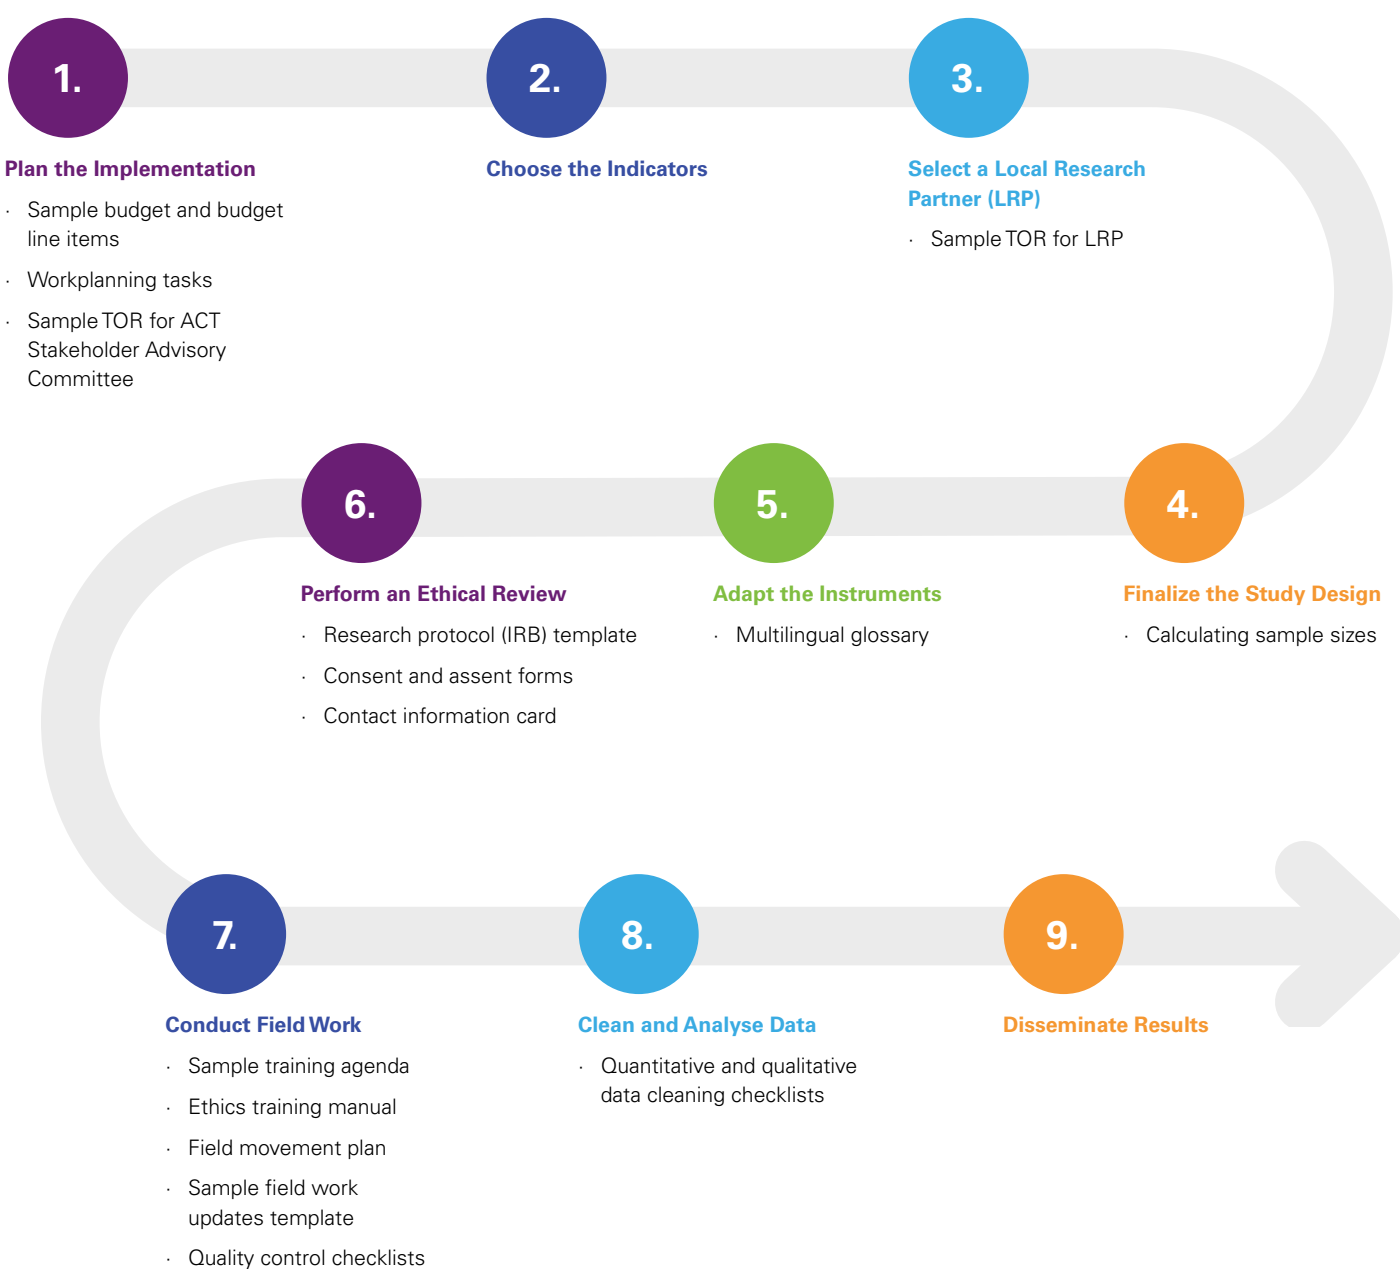 1.
Plan the Implementation
· Sample budget and budget
line items
· Workplanning tasks
· Sample TOR for ACT
Stakeholder Advisory
Committee
2.
Choose the Indicators
3.
Select a Local Research
Partner (LRP)
· Sample TOR for LRP
4.
Finalize the Study Design
· Calculating sample sizes
5.
Adapt the Instruments
· Multilingual glossary
6.
Perform an Ethical Review
· Research protocol (IRB) template
· Consent and assent forms
· Contact information card
7.
Conduct Field Work
· Sample training agenda
· Ethics training manual
· Field movement plan
· Sample field work
updates template
· Quality control checklists
8.
Clean and Analyse Data
· Quantitative and qualitative
data cleaning checklists
9.
Disseminate Results